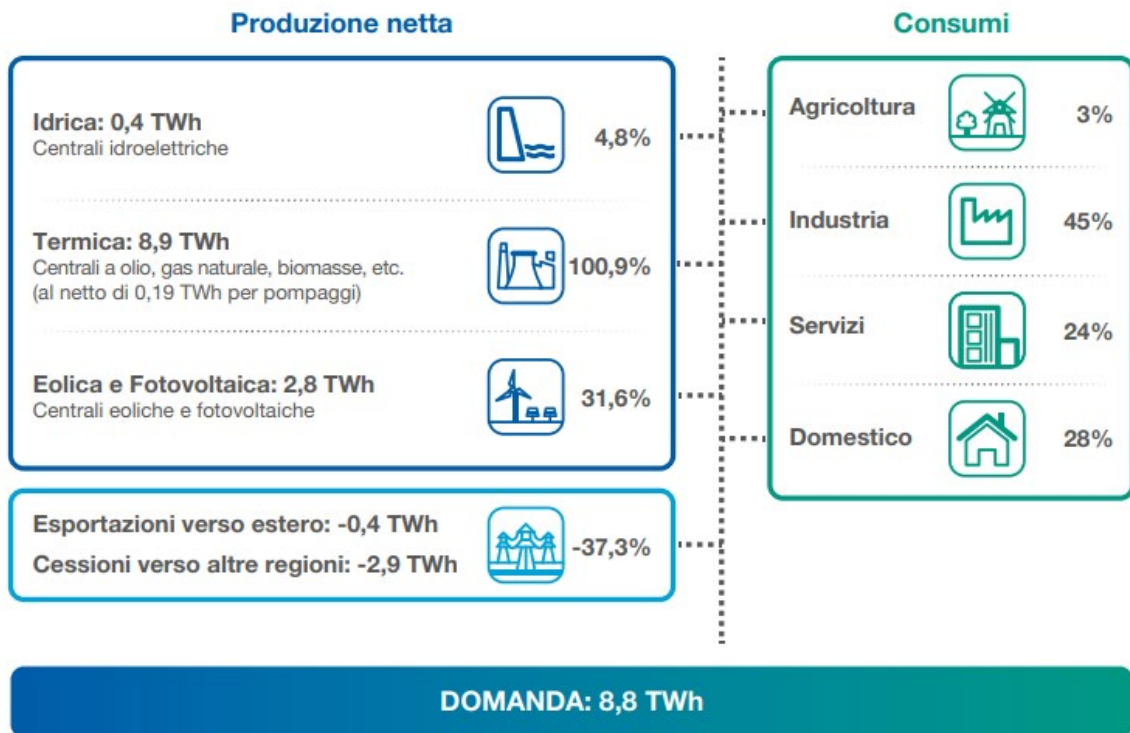 Produzione netta
Idrica: 0,4 TWh
Centrali idroelettriche
4,8%
Termica: 8,9 TWh
Centrali a olio, gas naturale, biomasse, etc.
(al netto di 0,19 TWh per pompaggi)
100,9%
Eolica e Fotovoltaica: 2,8 TWh
Centrali eoliche e fotovoltaiche
31,6%
Esportazioni verso estero: -0,4 TWh
Cessioni verso altre regioni: -2,9 TWh
-37,3%
Consumi
Agricoltura
3%
Industria
45%
Servizi
24%
Domestico
28%
DOMANDA: 8,8 TWh